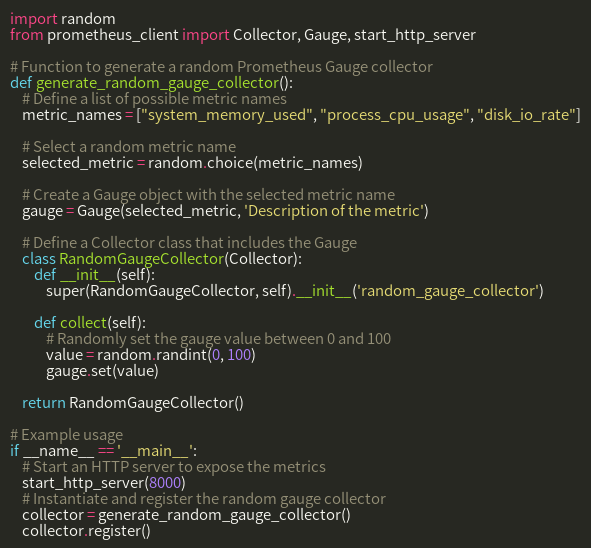 import random
from prometheus_client import Collector, Gauge, start_http_server

# Function to generate a random Prometheus Gauge collector
def generate_random_gauge_collector():
    # Define a list of possible metric names
    metric_names = ["system_memory_used", "process_cpu_usage", "disk_io_rate"]

    # Select a random metric name
    selected_metric = random.choice(metric_names)

    # Create a Gauge object with the selected metric name
    gauge = Gauge(selected_metric, 'Description of the metric')

    # Define a Collector class that includes the Gauge
    class RandomGaugeCollector(Collector):
        def __init__(self):
            super(RandomGaugeCollector, self).__init__('random_gauge_collector')

        def collect(self):
            # Randomly set the gauge value between 0 and 100
            value = random.randint(0, 100)
            gauge.set(value)

    return RandomGaugeCollector()

# Example usage
if __name__ == '__main__':
    # Start an HTTP server to expose the metrics
    start_http_server(8000)
    # Instantiate and register the random gauge collector
    collector = generate_random_gauge_collector()
    collector.register()